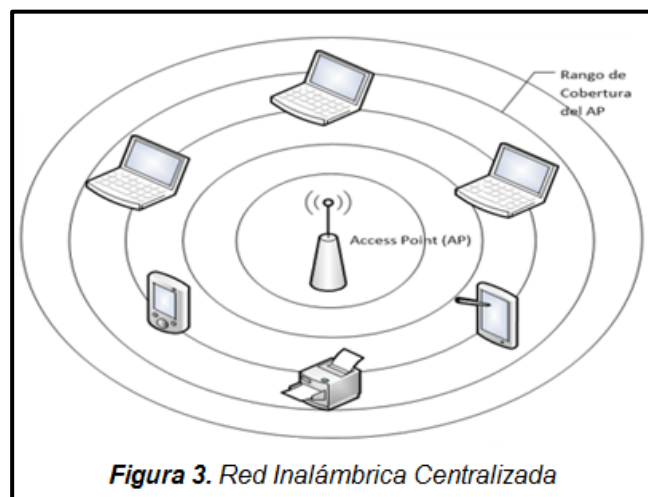 Rango de
Cobertura
del AP
Access Point (AP)
Figura 3. Red Inalámbrica Centralizada